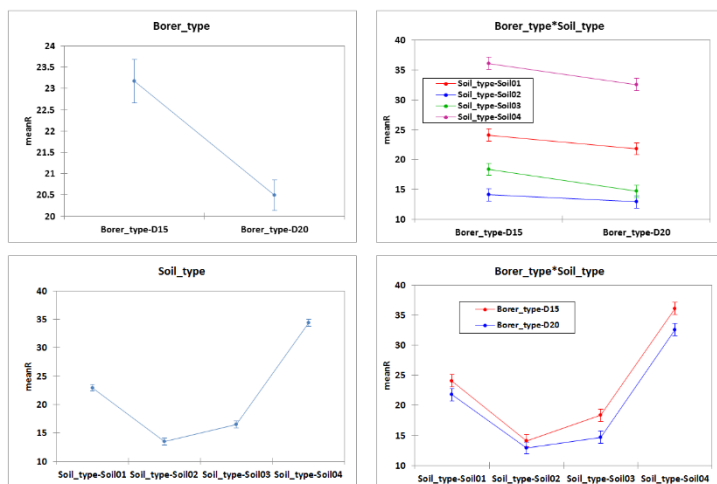 Borer_type
24
23.5
23
22.5
22
21.5
21
20.5
20
meanR
Borer_type-D15 Borer_type-D20
Borer_type*Soil_type
40
35
30
25
20
15
10
meanR
Soil_type-Soil01
Soil_type-Soil02
Soil_type-Soil03
Soil_type-Soil04
Borer_type-D15 Borer_type-D20
Soil_type
40
35
30
25
20
15
10
meanR
Soil_type-Soil01 Soil_type-Soil02 Soil_type-Soil03 Soil_type-Soil04
Borer_type*Soil_type
40
35
30
25
20
15
10
meanR
Borer_type-D15
Borer_type-D20
Soil_type-Soil01 Soil_type-Soil02 Soil_type-Soil03 Soil_type-Soil04